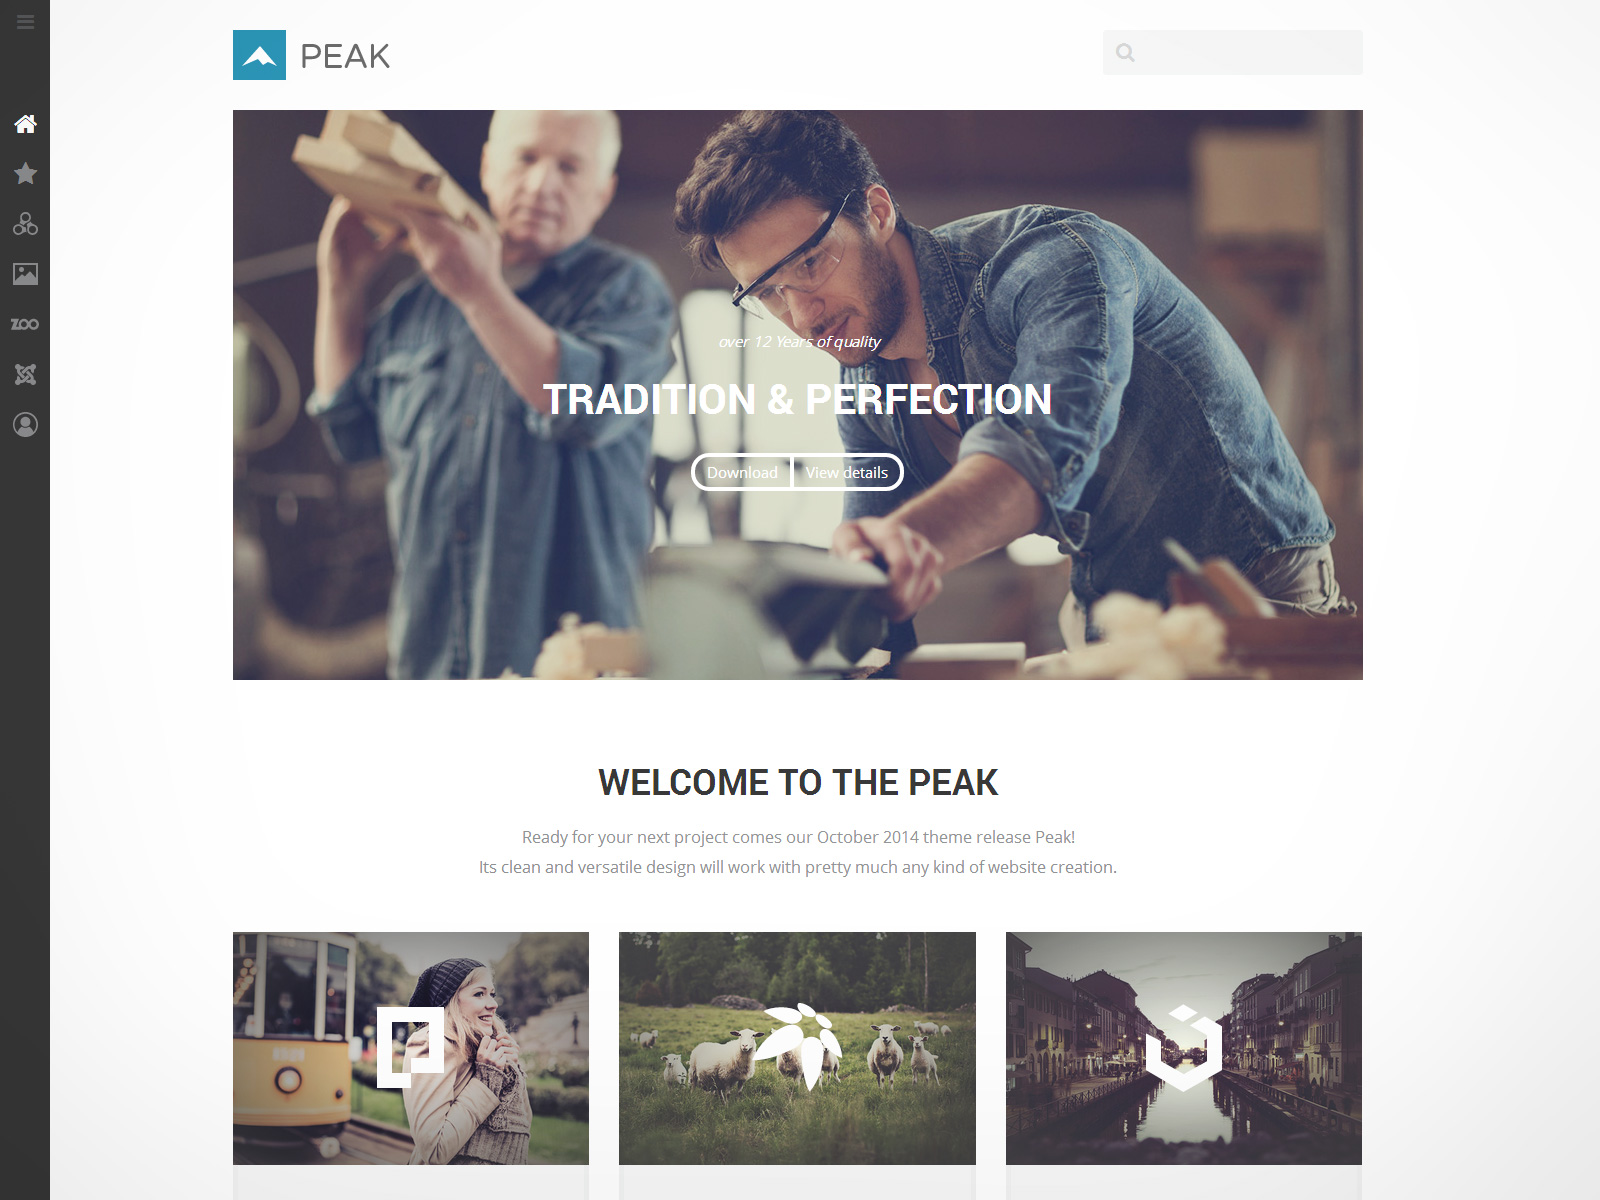 PEAK
ZOO
over 12 Years of quality
TRADITION & PERFECTION
Download
View details
WELCOME TO THE PEAK
Ready for your next project comes our October 2014 theme release Peak!
Its clean and versatile design will work with pretty much any kind of website creation.